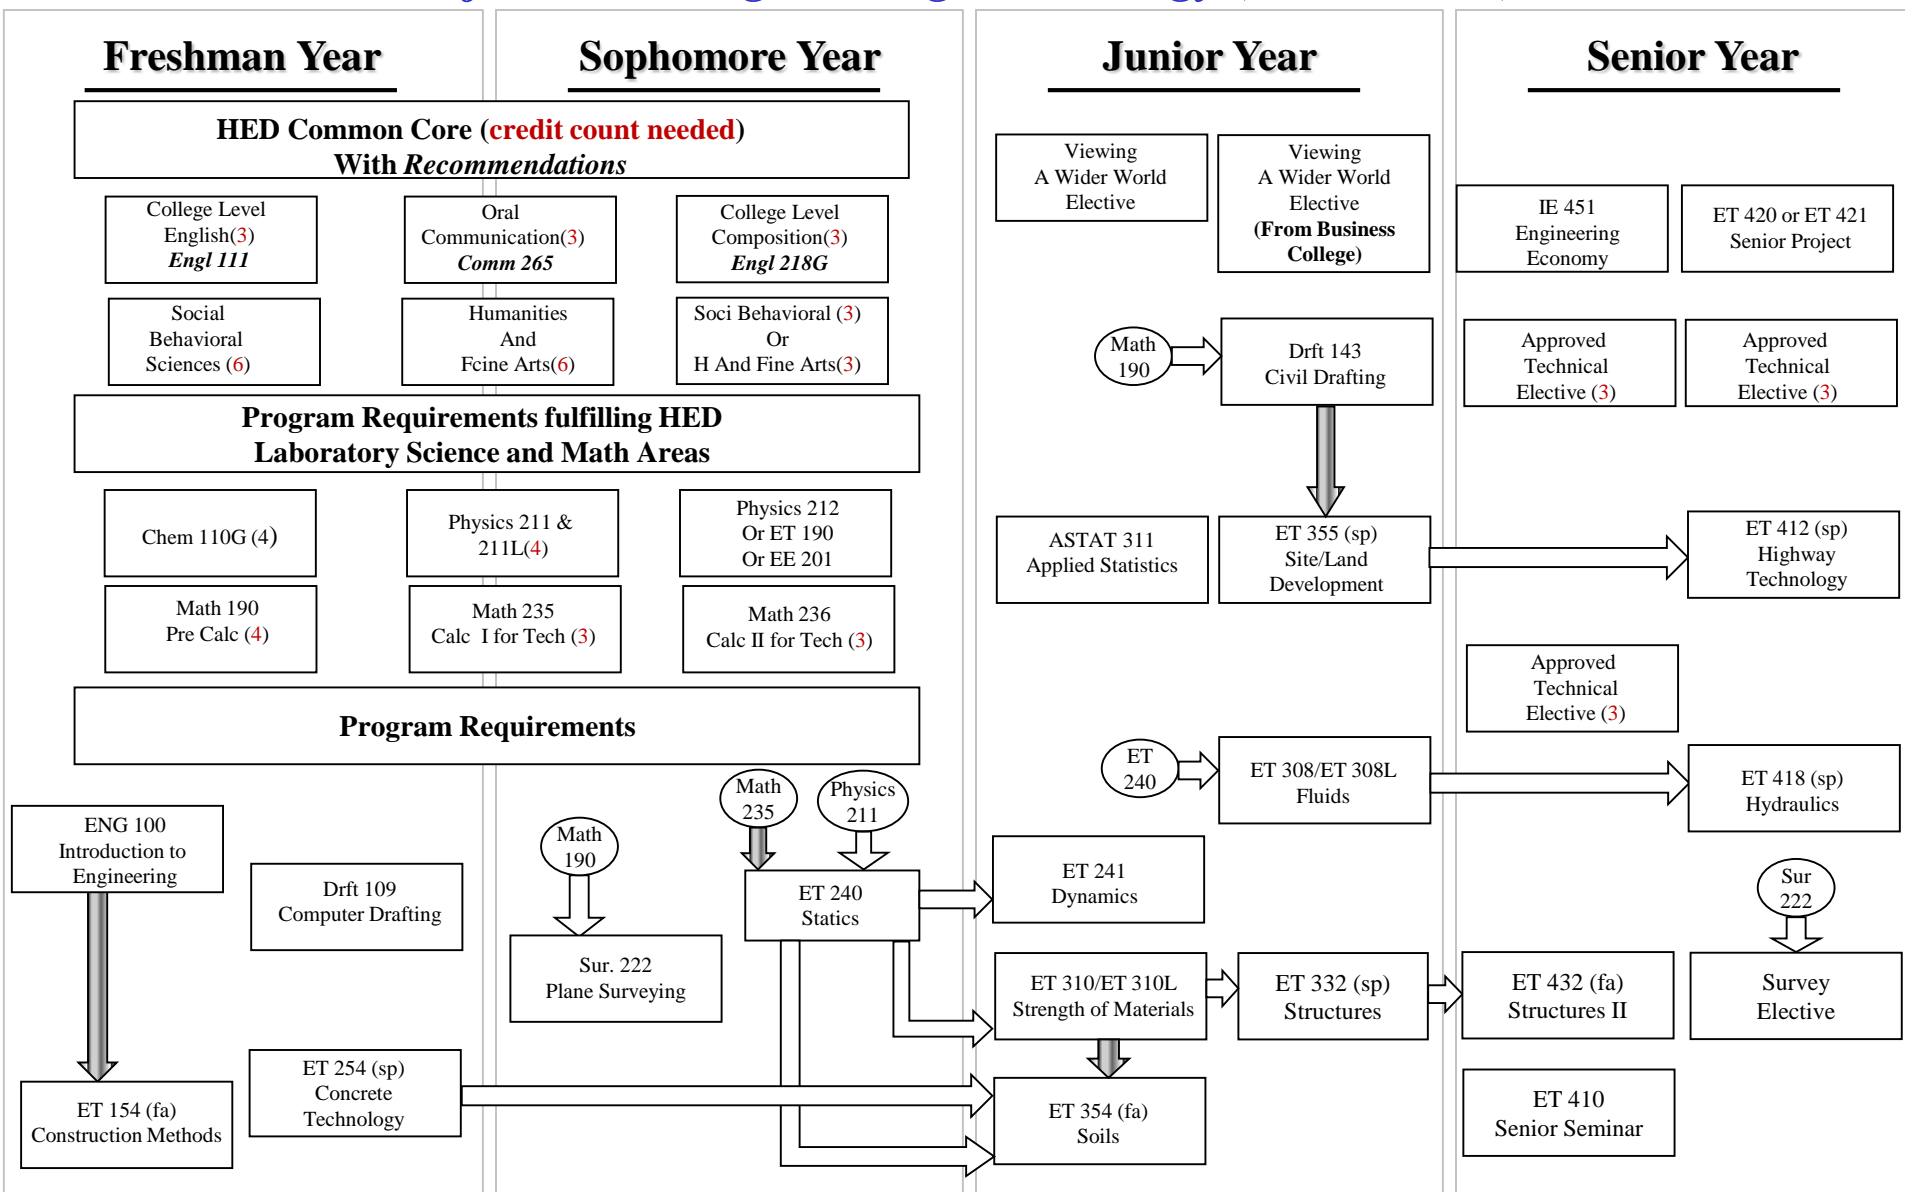 Freshman Year
Sophomore Year
Junior Year
Senior Year
HED Common Core (credit count needed)
With Recommendations
College Level
English(3)
Engl 111
Oral
Communication(3)
Comm 265
College Level
Composition(3)
Engl 218G
Social
Behavioral
Sciences (6)
Humanities
And
Fcine Arts(6)
Soci Behavioral (3)
Or
H And Fine Arts(3)
Program Requirements fulfilling HED
Laboratory Science and Math Areas
Chem 110G (4)
Physics 211 &
211L(4)
Physics 212
Or ET 190
Or EE 201
Math 190
Pre Calc (4)
Math 235
Calc I for Tech (3)
Math 236
Calc II for Tech (3)
Program Requirements
ENG 100
Introduction to
Engineering
Drft 109
Computer Drafting
ET 154 (fa)
Construction Methods
ET 254 (sp)
Concrete
Technology
Math
190
Sur. 222
Plane Surveying
Math
235
Physics
211
ET 240
Statics
Viewing
A Wider World
Elective
Viewing
A Wider World
Elective
(From Business
College)
Math
190
Drft 143
Civil Drafting
ASTAT 311
Applied Statistics
ET 355 (sp)
Site/Land
Development
ET
240
ET 308/ET 308L
Fluids
ET 241
Dynamics
ET 310/ET 310L
Strength of Materials
ET 332 (sp)
Structures
ET 354 (fa)
Soils
IE 451
Engineering
Economy
ET 420 or ET 421
Senior Project
Approved
Technical
Elective (3)
Approved
Technical
Elective (3)
ET 412 (sp)
Highway
Technology
Approved
Technical
Elective (3)
ET 418 (sp)
Hydraulics
Sur
222
ET 432 (fa)
Structures II
Survey
Elective
ET 410
Senior Seminar